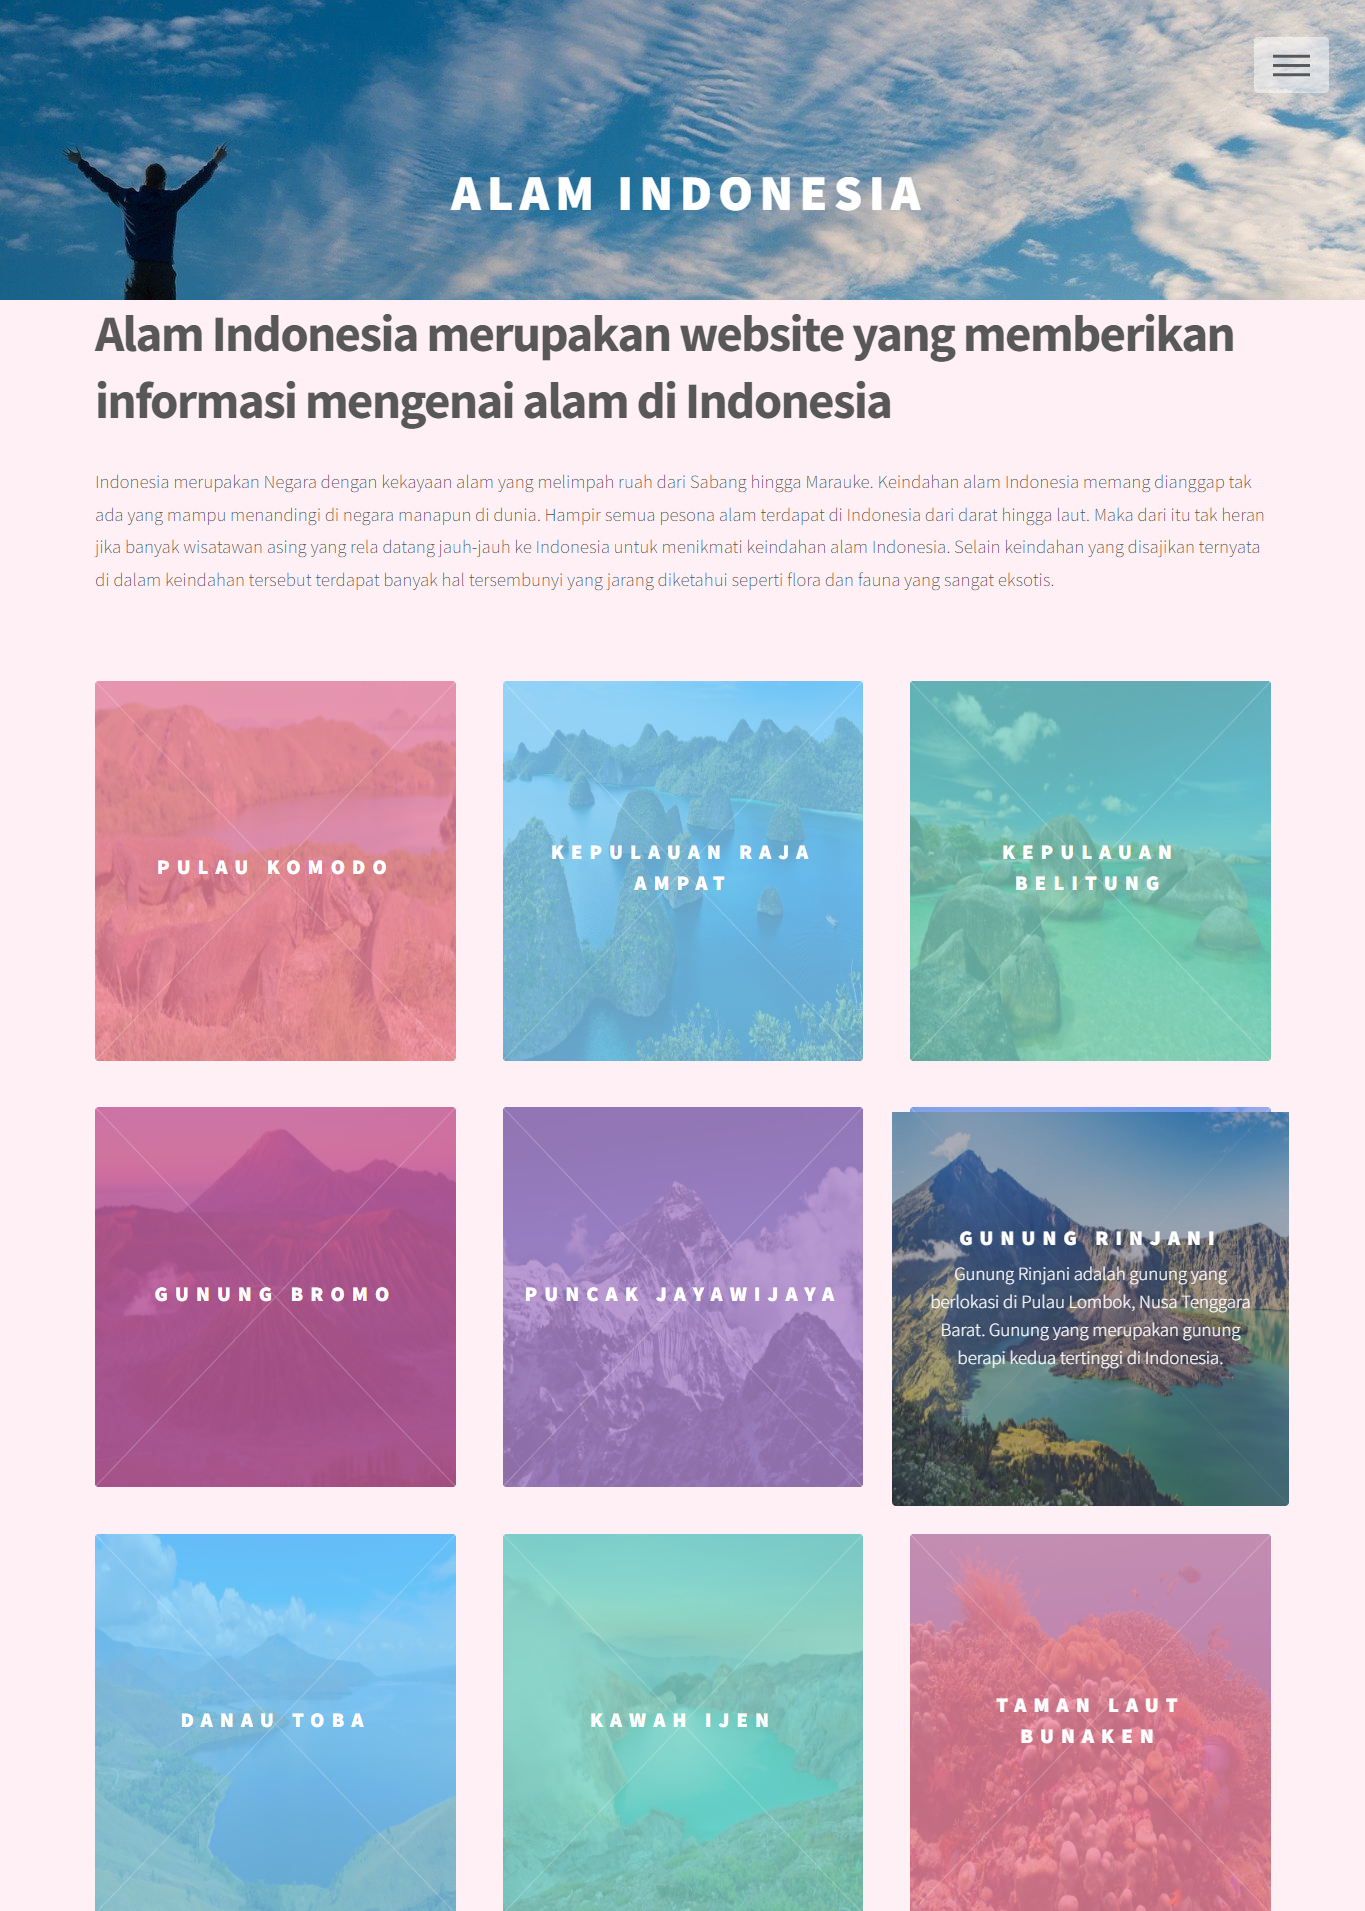 ALAM INDONESIA
Alam Indonesia merupakan website yang memberikan
informasi mengenai alam di Indonesia
Indonesia merupakan Negara dengan kekayaan alam yang melimpah ruah dari Sabang hingga Marauke. Keindahan alam Indonesia memang dianggap tak
ada yang mampu menandingi di negara manapun di dunia. Hampir semua pesona alam terdapat di Indonesia dari darat hingga laut. Maka dari itu tak heran
jika banyak wisatawan asing yang rela datang jauh-jauh ke Indonesia untuk menikmati keindahan alam Indonesia. Selain keindahan yang disajikan ternyata
di dalam keindahan tersebut terdapat banyak hal tersembunyi yang jarang diketahui seperti flora dan fauna yang sangat eksotis.
PULAU KOMODO
KEPULAUAN RAJA
AMPAT
KEPULAUAN
BELITUNG
GUNUNG BROMO
PUNCAK JAYAWIJAYA
GUNUNG RINJANI
Gunung Rinjani adalah gunung yang
berlokasi di Pulau Lombok, Nusa Tenggara
Barat. Gunung yang merupakan gunung
berapi kedua tertinggi di Indonesia.
DANAU TOBA
KAWAH IJEN
TAMAN LAUT
BUNAKEN